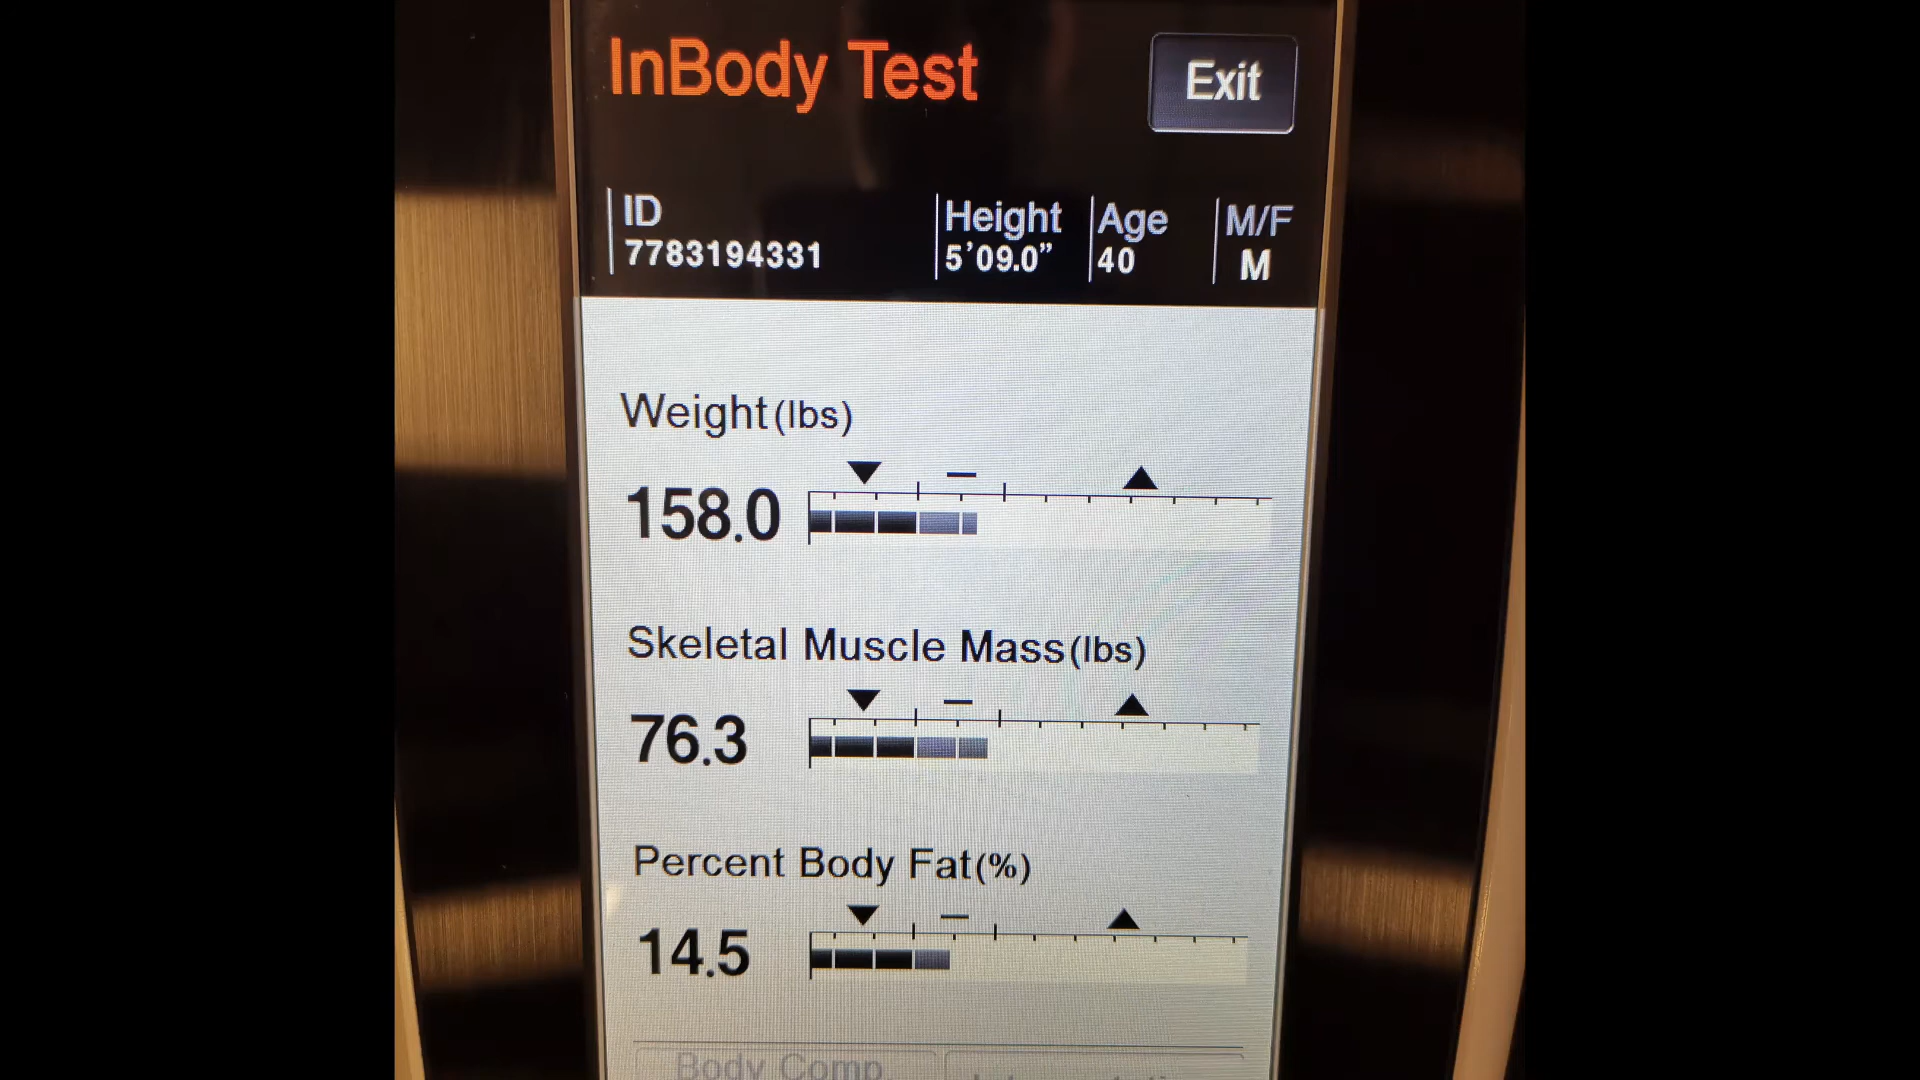 InBody Test
Exit
ID
7783194331
Height
5'09.0”
Age
40
M/F
M
Weight(lbs)
158.0
Skeletal Muscle Mass(lbs)
76.3
Percent Body Fat(%)
14.5
Body Comp